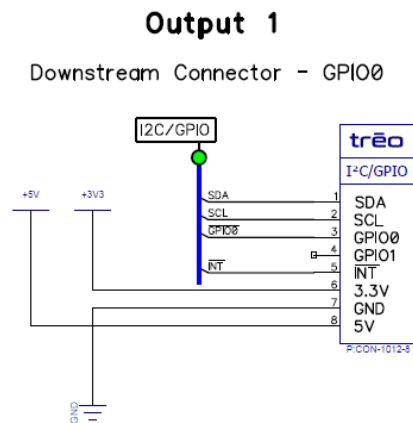 Output 1
Downstream Connector - GPIO0
I2C/GPIO
trēo
I²C/GPIO
+5V
+3V3
SDA
1
SDA
SCL
2
SCL
GPIO0
3
GPIO0
4
GPIO1
INT
5
INT
6
3.3V
7
GND
8
5V
P:CON-1012-8
GND